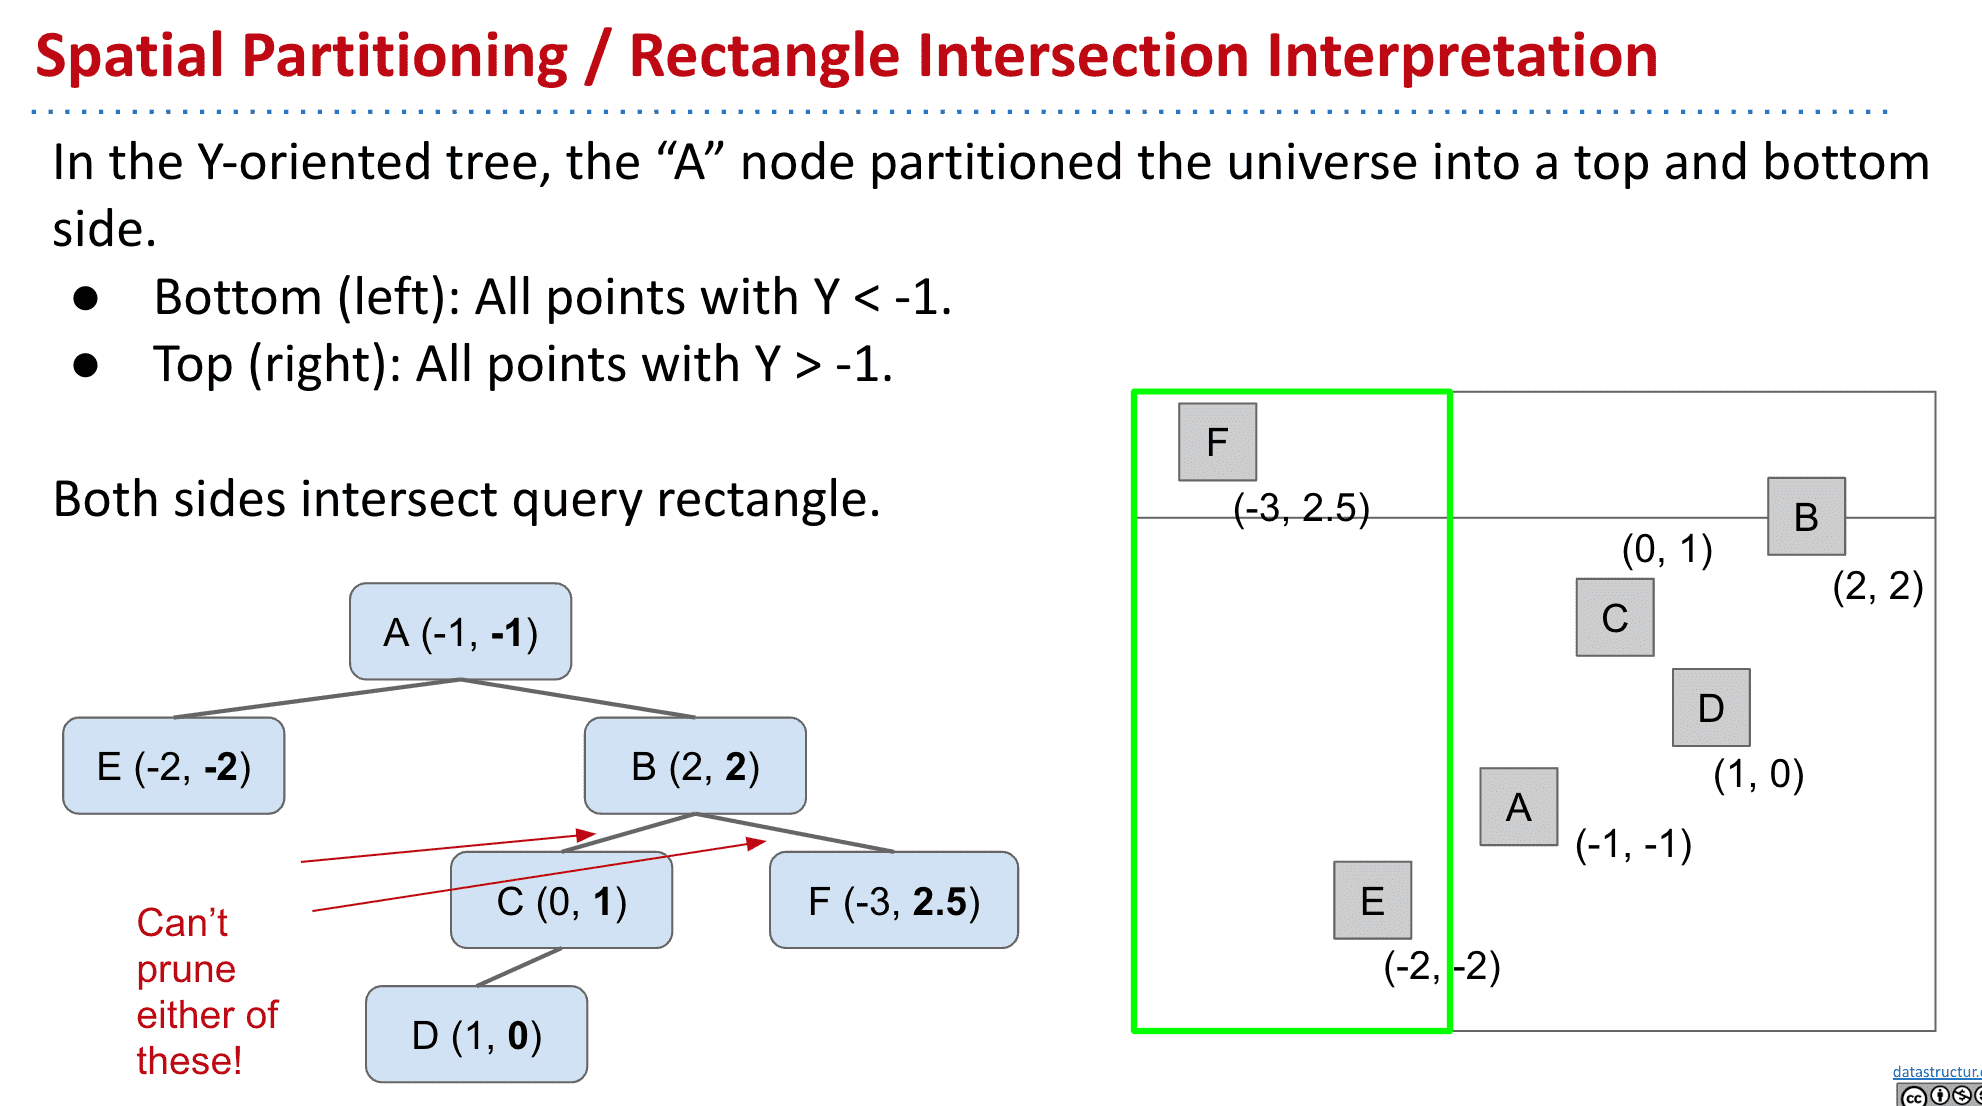 Spatial Partitioning / Rectangle Intersection Interpretation
In the Y-oriented tree, the “A” node partitioned the universe into a top and bottom
side.
● Bottom (left): All points with Y < -1.
● Top (right): All points with Y > -1.
Both sides intersect query rectangle.
A (-1, -1)
E (-2, -2)
B (2, 2)
C (0, 1)
F (-3, 2.5)
D (1, 0)
Can’t
prune
either of
these!
F
(-3, 2.5)
B
(2, 2)
(0, 1)
C
D
(1, 0)
A
(-1, -1)
E
(-2, -2)
datastructur.
cc